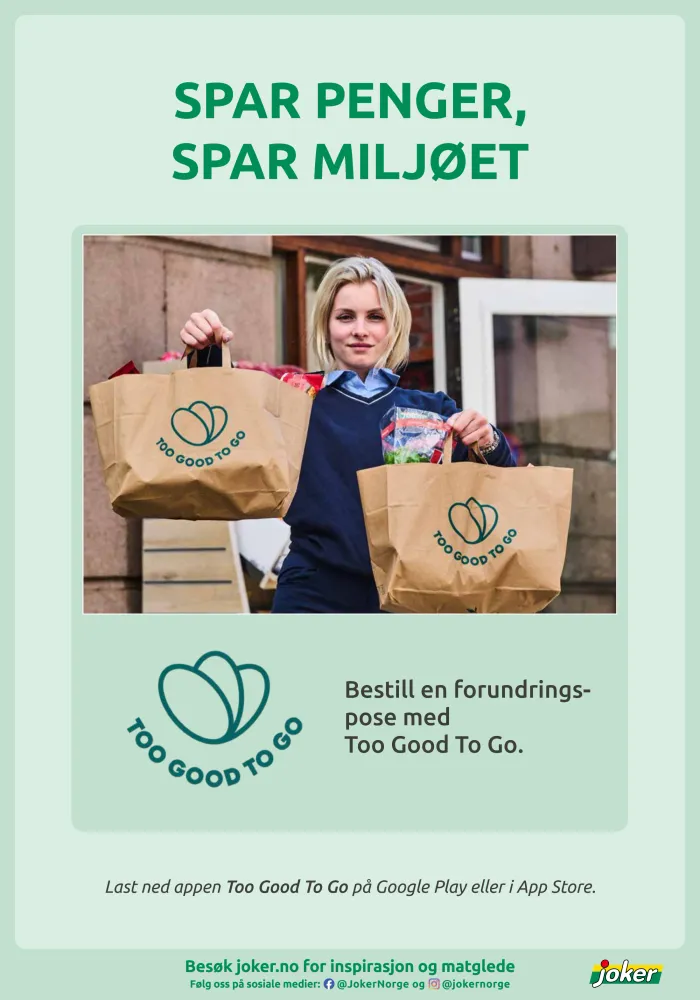 SPAR PENGER,
SPAR MILJØET
TOO GOOD TO GO
TOO GOOD TO GO
TOO GOOD TO GO
Bestill en forundrings-
pose med
Too Good To Go.
Last ned appen Too Good To Go på Google Play eller i App Store.
Besøk joker.no for inspirasjon og matglede
Følg oss på sosiale medier: @JokerNorge og @jokernorge
joker